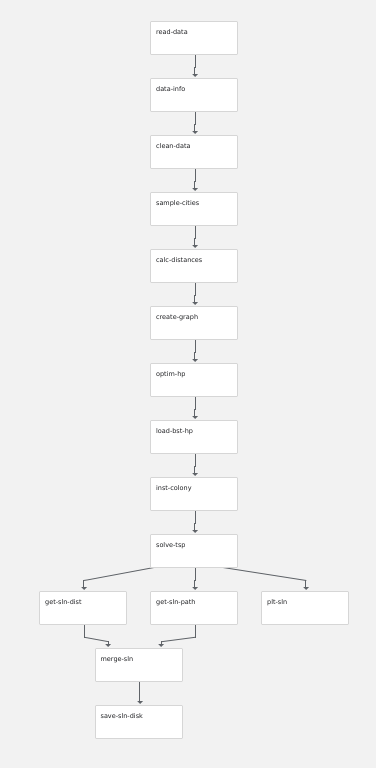 read-data
data-info
clean-data
sample-cities
calc-distances
create-graph
optim-hp
load-bst-hp
inst-colony
solve-tsp
get-sln-dist
get-sln-path
plt-sln
merge-sln
save-sln-disk